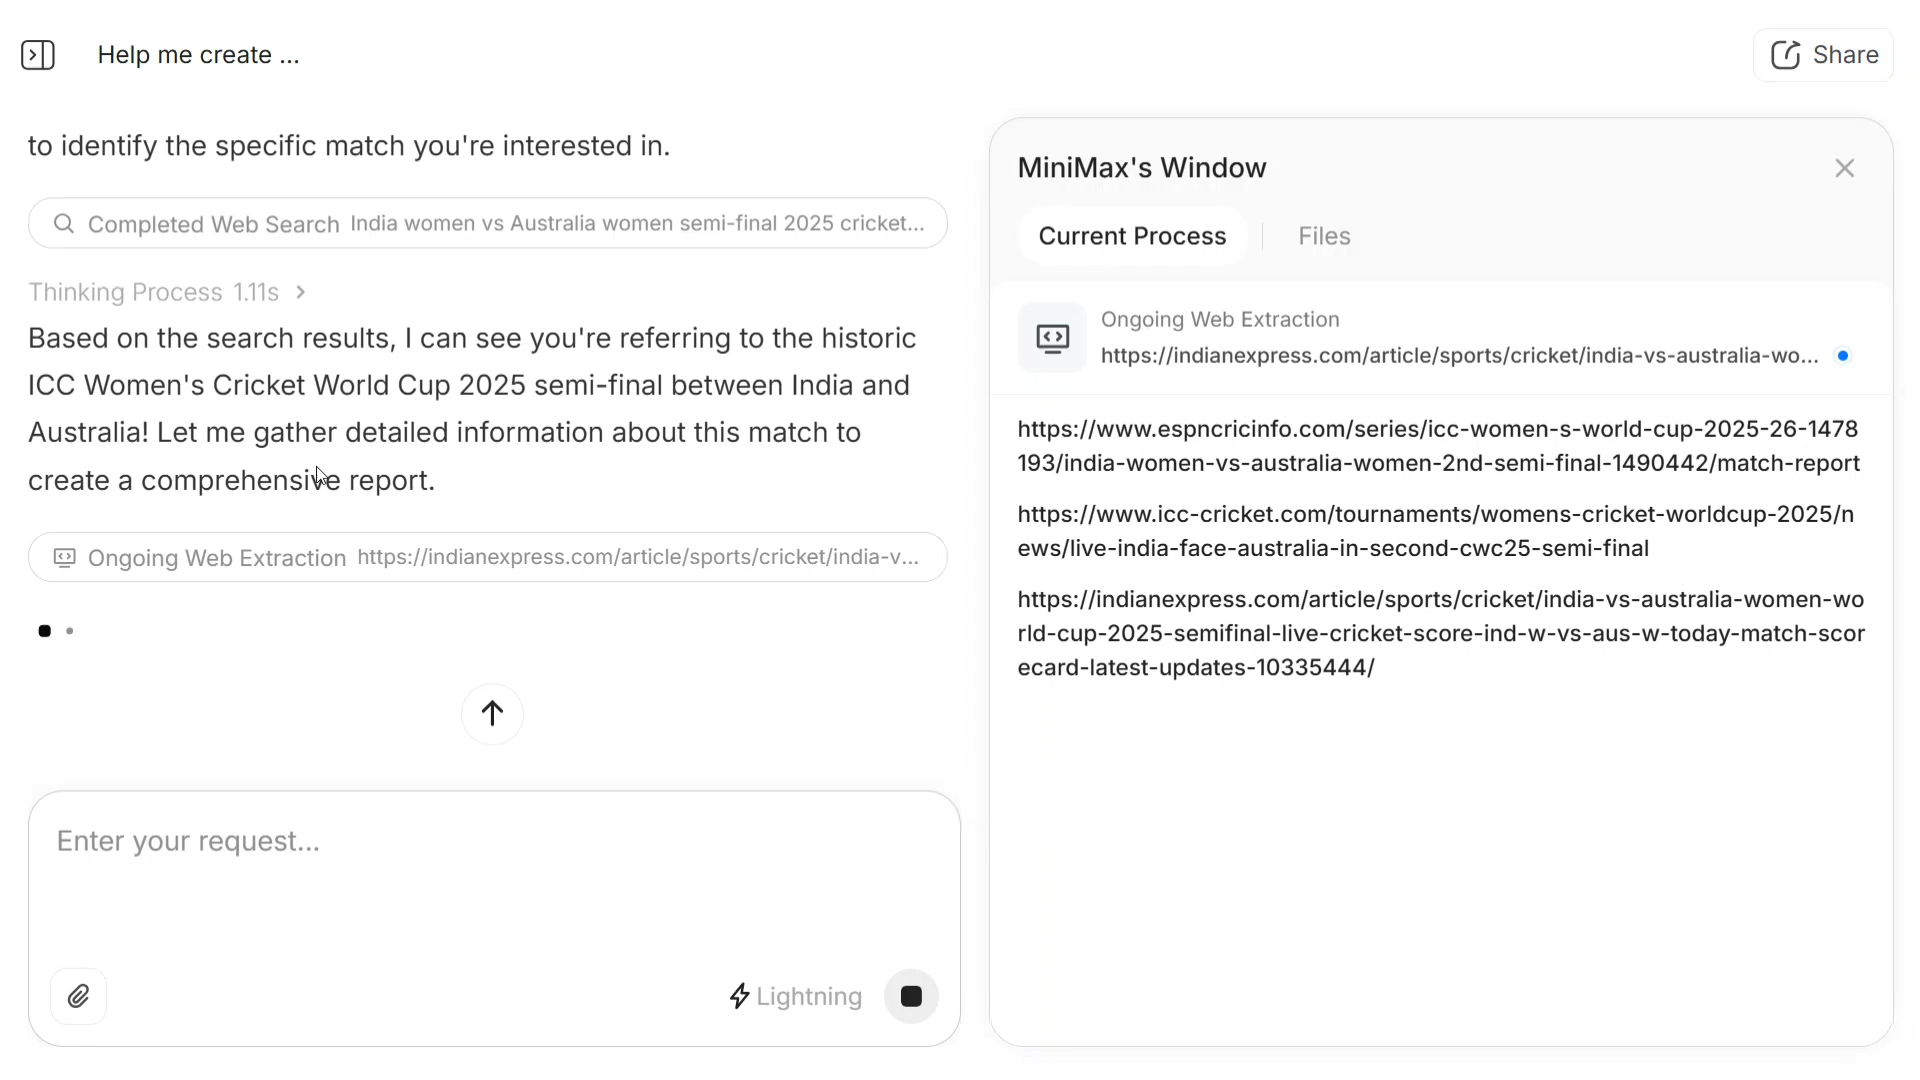 Help me create ...
Share
to identify the specific match you're interested in.
Completed Web Search India women vs Australia women semi-final 2025 cricket...
Thinking Process 1.11s
Based on the search results, I can see you're referring to the historic
ICC Women's Cricket World Cup 2025 semi-final between India and
Australia! Let me gather detailed information about this match to
create a comprehensive report.
Ongoing Web Extraction https://indianexpress.com/article/sports/cricket/india-v...
Enter your request...
Lightning
MiniMax's Window
Current Process
Files
Ongoing Web Extraction
https://indianexpress.com/article/sports/cricket/india-vs-australia-wo...
https://www.espncricinfo.com/series/icc-women-s-world-cup-2025-26-1478
193/india-women-vs-australia-women-2nd-semi-final-1490442/match-report
https://www.icc-cricket.com/tournaments/womens-cricket-worldcup-2025/n
ews/live-india-face-australia-in-second-cwc25-semi-final
https://indianexpress.com/article/sports/cricket/india-vs-australia-women-wo
rld-cup-2025-semifinal-live-cricket-score-ind-w-vs-aus-w-today-match-scor
ecard-latest-updates-10335444/